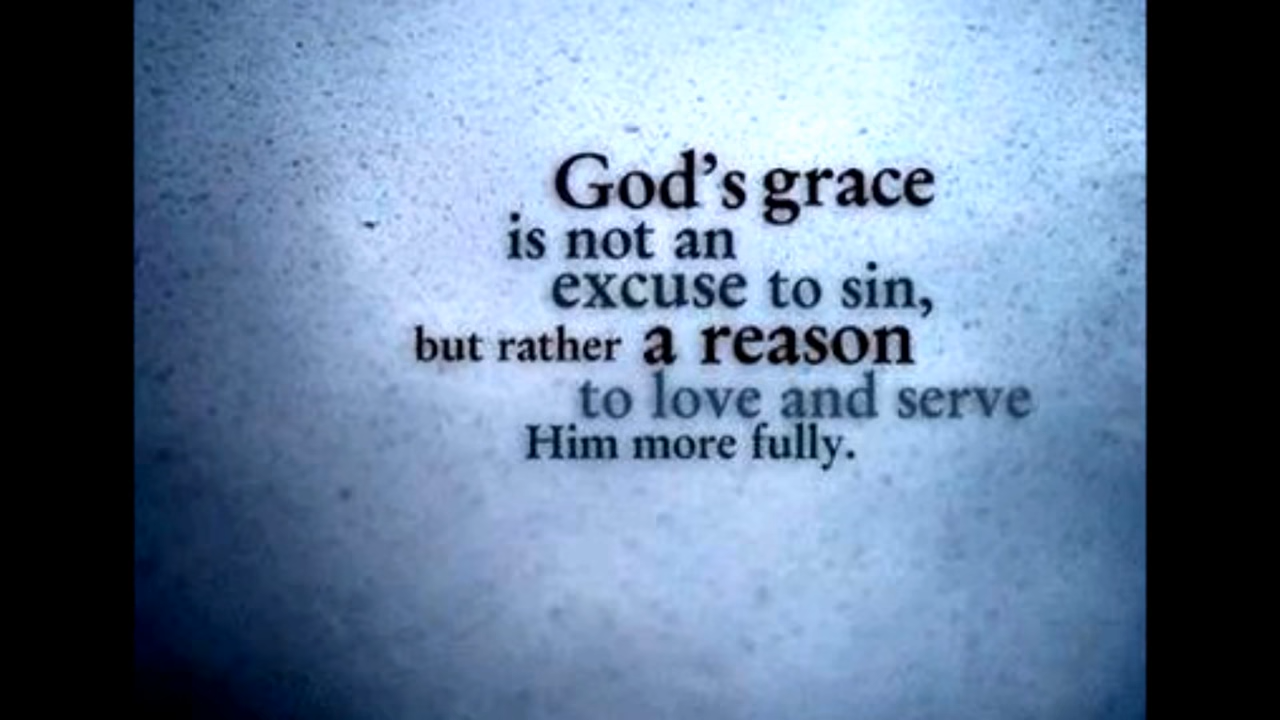 God’s grace
is not an
excuse to sin,
but rather a reason
to love and serve
Him more fully.